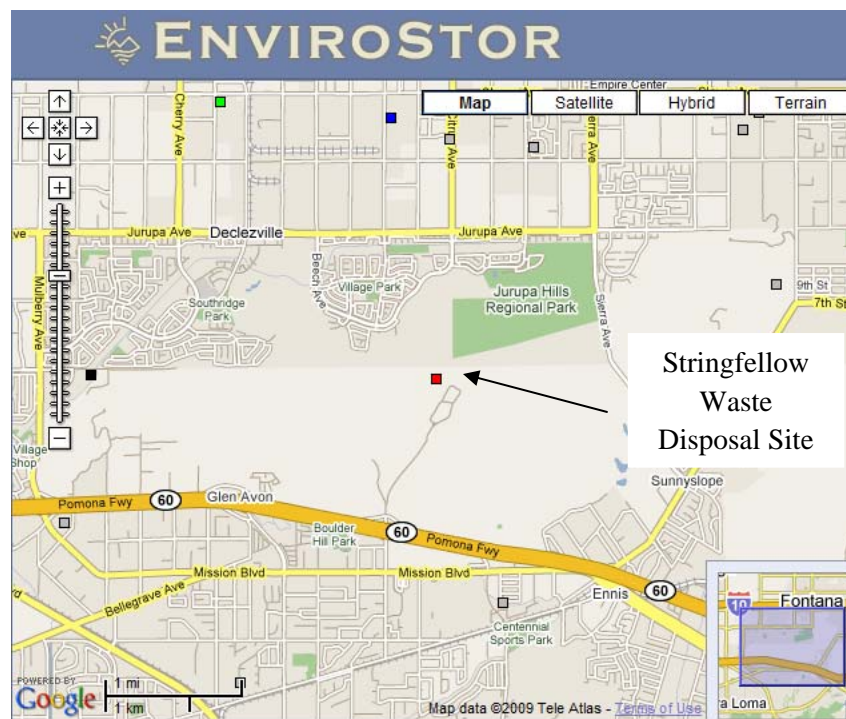 ENVIROSTOR
Empire Center
Map Satellite Hybrid Terrain
Cherry Ave
Citrus Ave
Sierra Ave
Jurupa Ave
Declezville
Jurupa Ave
Mulberry Ave
Beech Ave
Village Park
Southridge
Park
Jurupa Hills
Regional Park
Sierra Ave
9th St
7th St
Stringfellow
Waste
Disposal Site
Village
Shop
Sunnyslope
Pomona Fwy
60
Glen Avon
Boulder
Hill Park
60
Pomona Fwy
Mission Blvd
Mission Blvd
Bellegrave Ave
Ennis
60
Centennial
Sports Park
10
Fontana
ra Loma
POWERED BY
Google
1 mi
1 km
Map data ©2009 Tele Atlas - Terms of Use